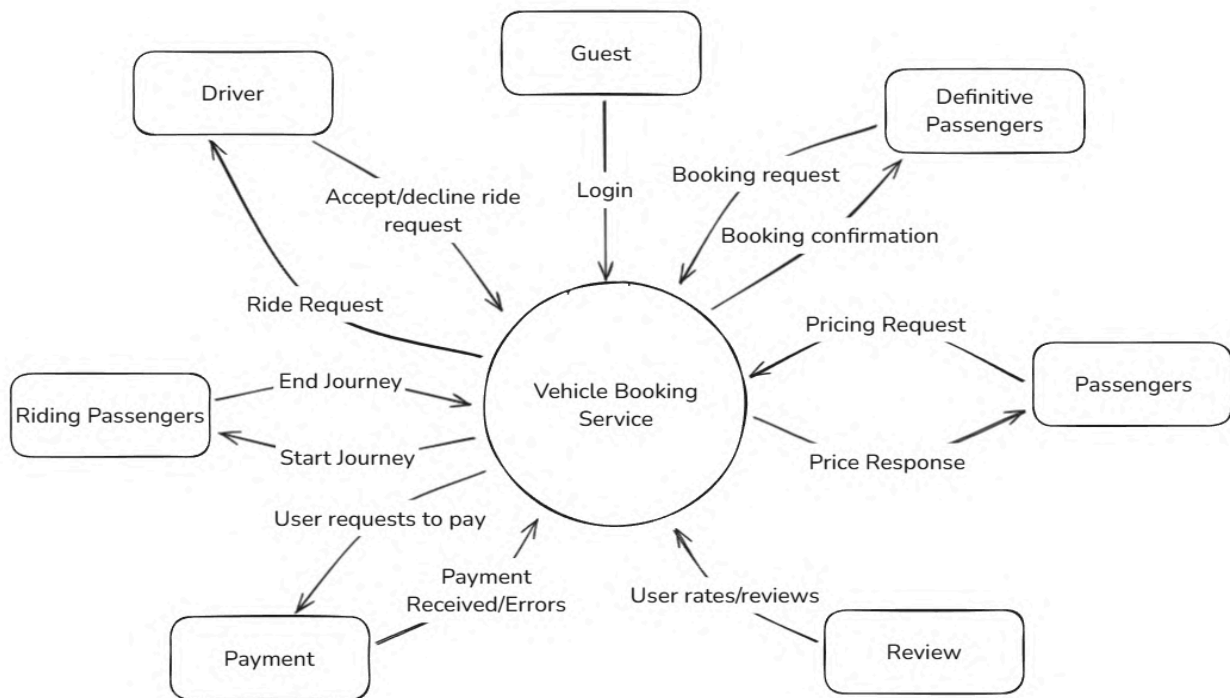 Guest
Driver
Definitive
Passengers
Booking request
Login
Accept/decline ride
request
Booking confirmation
Ride Request
Pricing Request
End Journey
Vehicle Booking
Service
Passengers
Riding Passengers
Start Journey
Price Response
User requests to pay
Payment
Received/Errors
User rates/reviews
Payment
Review